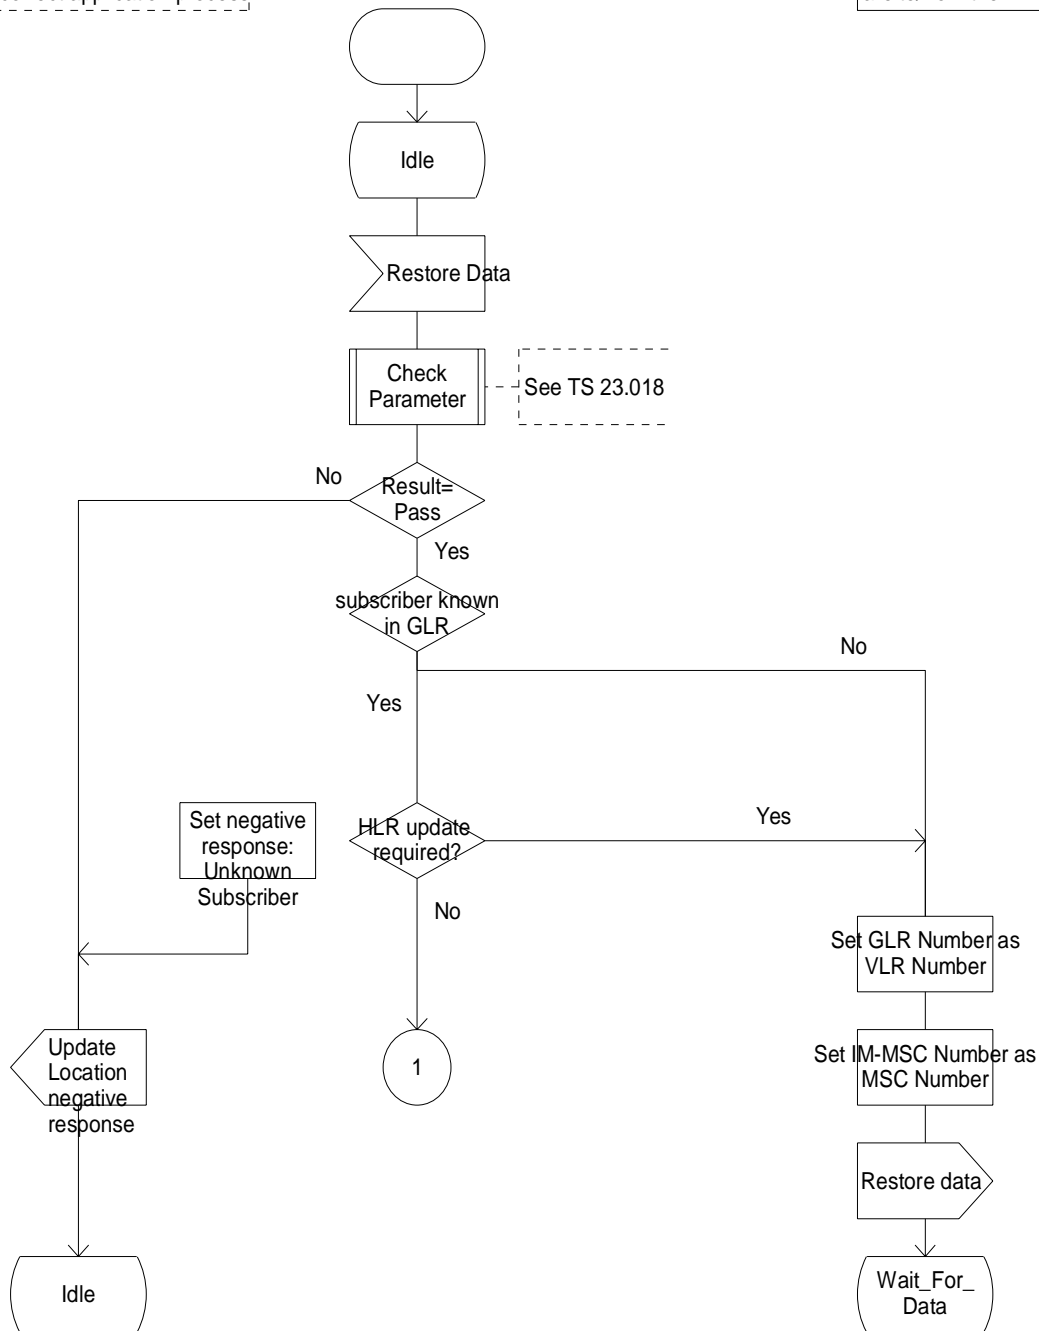 Idle
Restore Data
Check
Parameter
See TS 23.018
No
Result=
Pass
Yes
subscriber known
in GLR
No
Yes
Set negative
response:
Unknown
Subscriber
HLR update
required?
Yes
No
Set GLR Number as
VLR Number
Update
Location
negative
response
1
Set IM-MSC Number as
MSC Number
Restore data
Idle
Wait_For_
Data